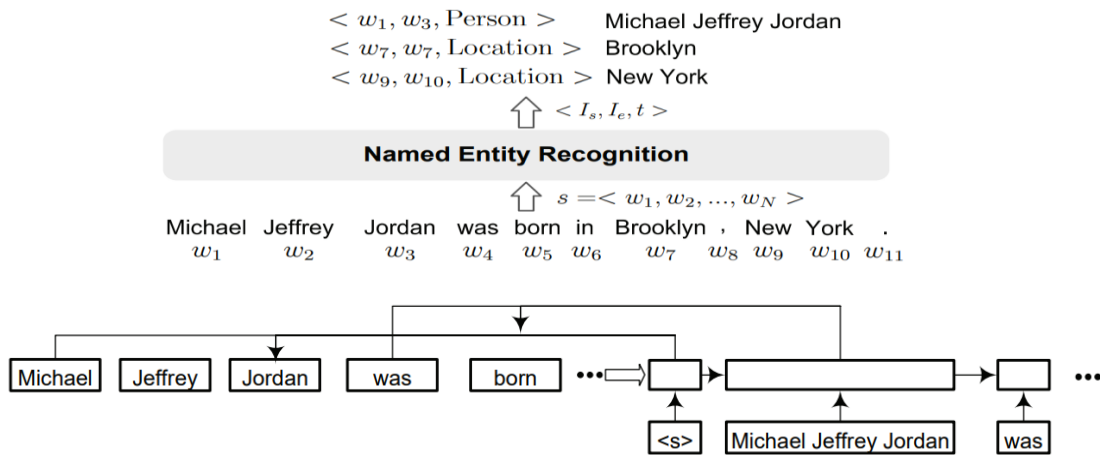 < w₁, w₃, Person > Michael Jeffrey Jordan
< w₇, w₇, Location > Brooklyn
< w₉, w₁₀, Location > New York
< Iₛ, Iₑ, t >
Named Entity Recognition
s =< w₁, w₂, ..., w_N >
Michael Jeffrey Jordan was born in Brooklyn , New York .
w₁ w₂ w₃ w₄ w₅ w₆ w₇ w₈ w₉ w₁₀ w₁₁
Michael Jeffrey Jordan was born ••• •••
<s> Michael Jeffrey Jordan was